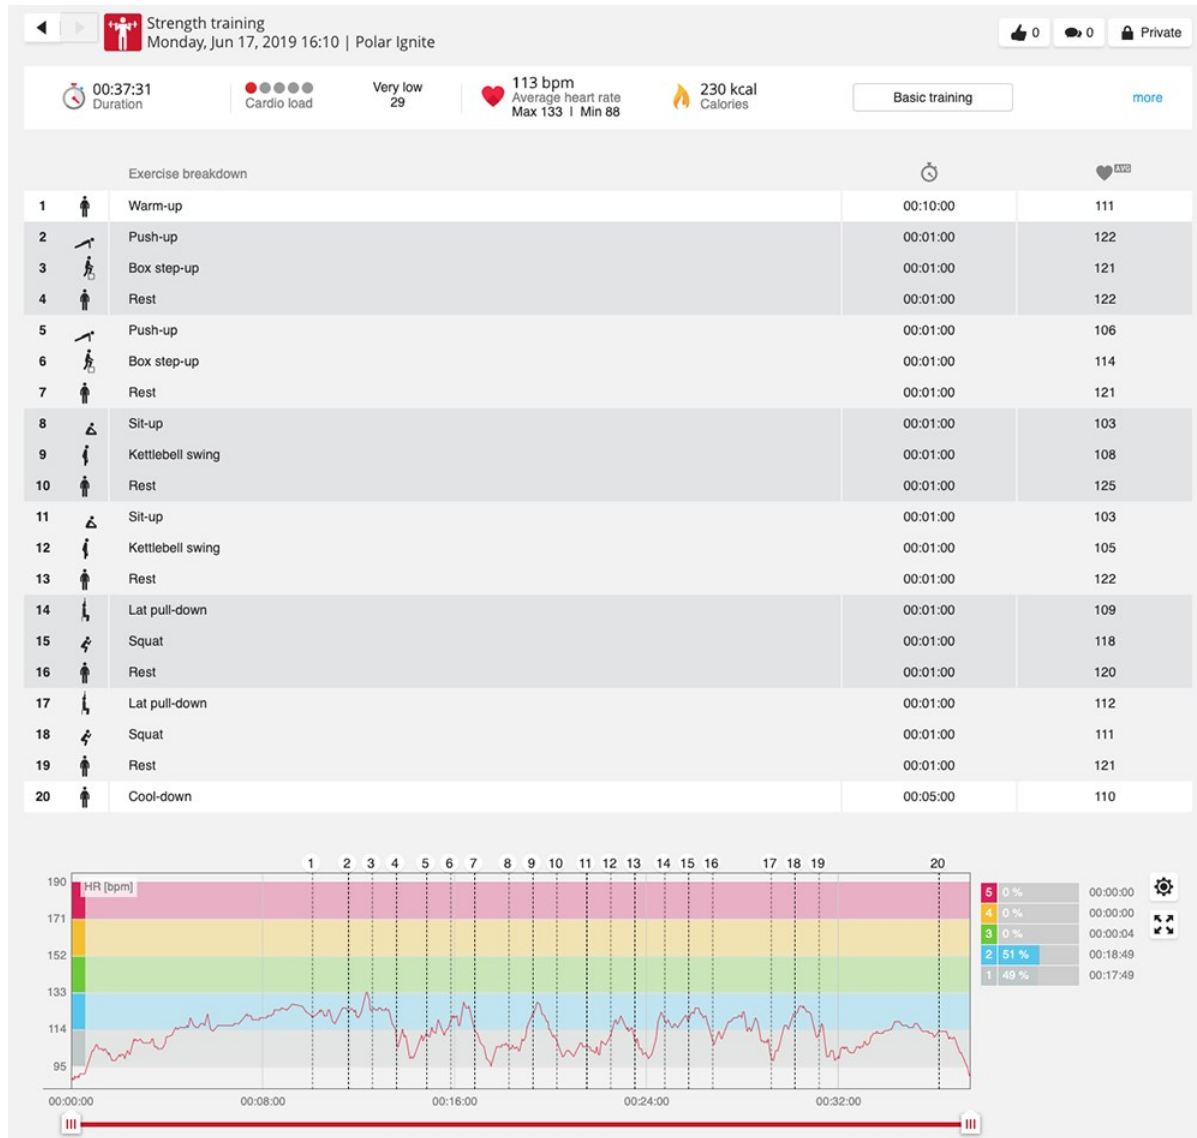 Strength training
Monday, Jun 17, 2019 16:10 | Polar Ignite
0 0 Private
00:37:31
Duration
Cardio load
Very low
29
113 bpm
Average heart rate
Max 133 | Min 88
230 kcal
Calories
Basic training
more
Exercise breakdown AVG
1 Warm-up 00:10:00 111
2 Push-up 00:01:00 122
3 Box step-up 00:01:00 121
4 Rest 00:01:00 122
5 Push-up 00:01:00 106
6 Box step-up 00:01:00 114
7 Rest 00:01:00 121
8 Sit-up 00:01:00 103
9 Kettlebell swing 00:01:00 108
10 Rest 00:01:00 125
11 Sit-up 00:01:00 103
12 Kettlebell swing 00:01:00 105
13 Rest 00:01:00 122
14 Lat pull-down 00:01:00 109
15 Squat 00:01:00 118
16 Rest 00:01:00 120
17 Lat pull-down 00:01:00 112
18 Squat 00:01:00 111
19 Rest 00:01:00 121
20 Cool-down 00:05:00 110
1 2 3 4 5 6 7 8 9 10 11 12 13 14 15 16 17 18 19 20
HR [bpm]
190
171
152
133
114
95
00:00:00 00:08:00 00:16:00 00:24:00 00:32:00
5 0 % 00:00:00
4 0 % 00:00:00
3 0 % 00:00:04
2 51 % 00:18:49
1 49 % 00:17:49